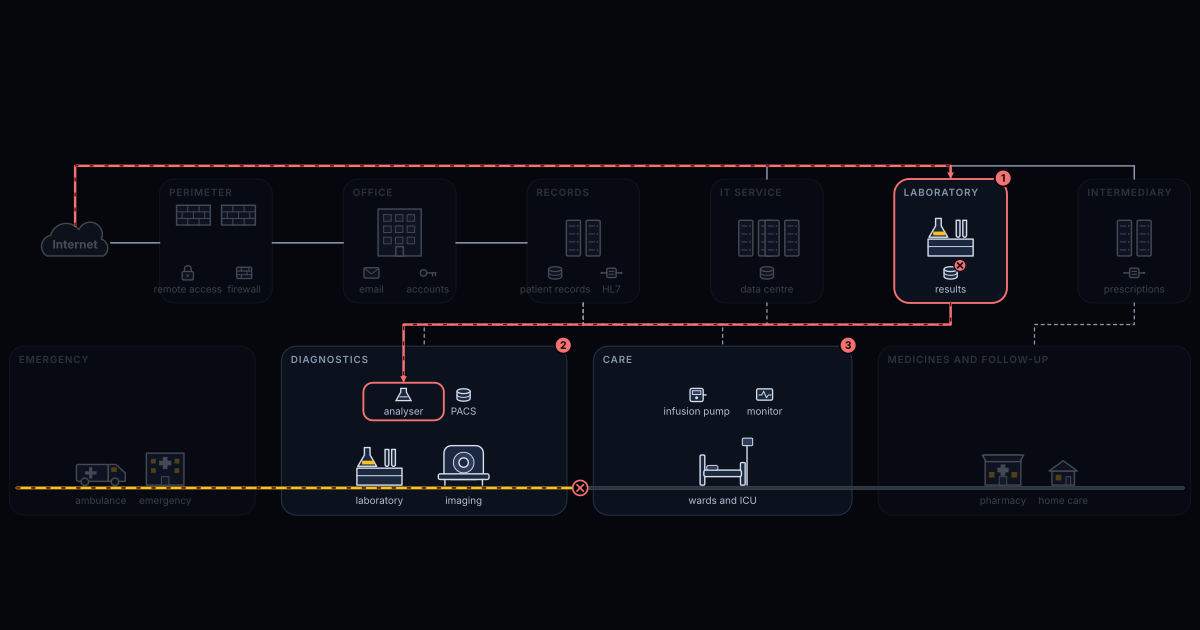 PERIMETER
OFFICE
RECORDS
IT SERVICE
LABORATORY
1
INTERMEDIARY
Internet
remote access
firewall
email
accounts
patient records
HL7
data centre
results
prescriptions
EMERGENCY
DIAGNOSTICS
2
CARE
3
MEDICINES AND FOLLOW-UP
analyser
PACS
infusion pump
monitor
ambulance
emergency
laboratory
imaging
wards and ICU
pharmacy
home care